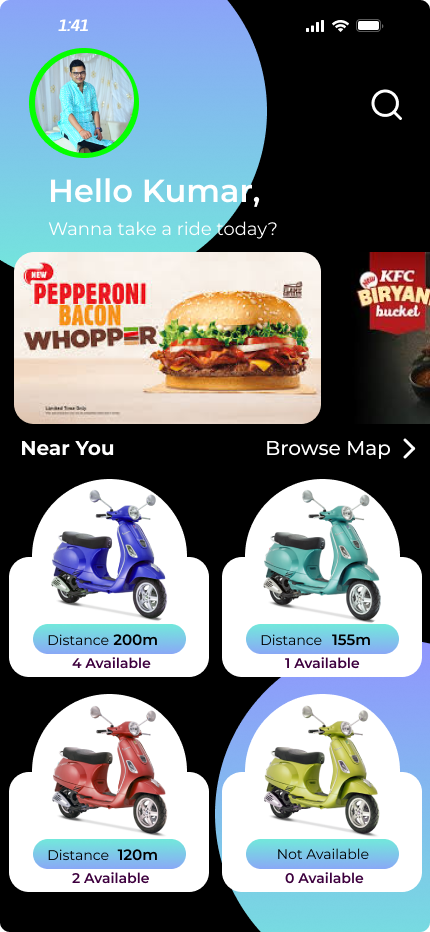 1:41
Hello Kumar,
Wanna take a ride today?
NEW
PEPPERONI
BACON
WHOPPER
Limited Time Only
NEW
KFC
BIRYAN
bucket
Near You
Browse Map
Distance 200m
4 Available
Distance 155m
1 Available
Distance 120m
2 Available
Not Available
0 Available